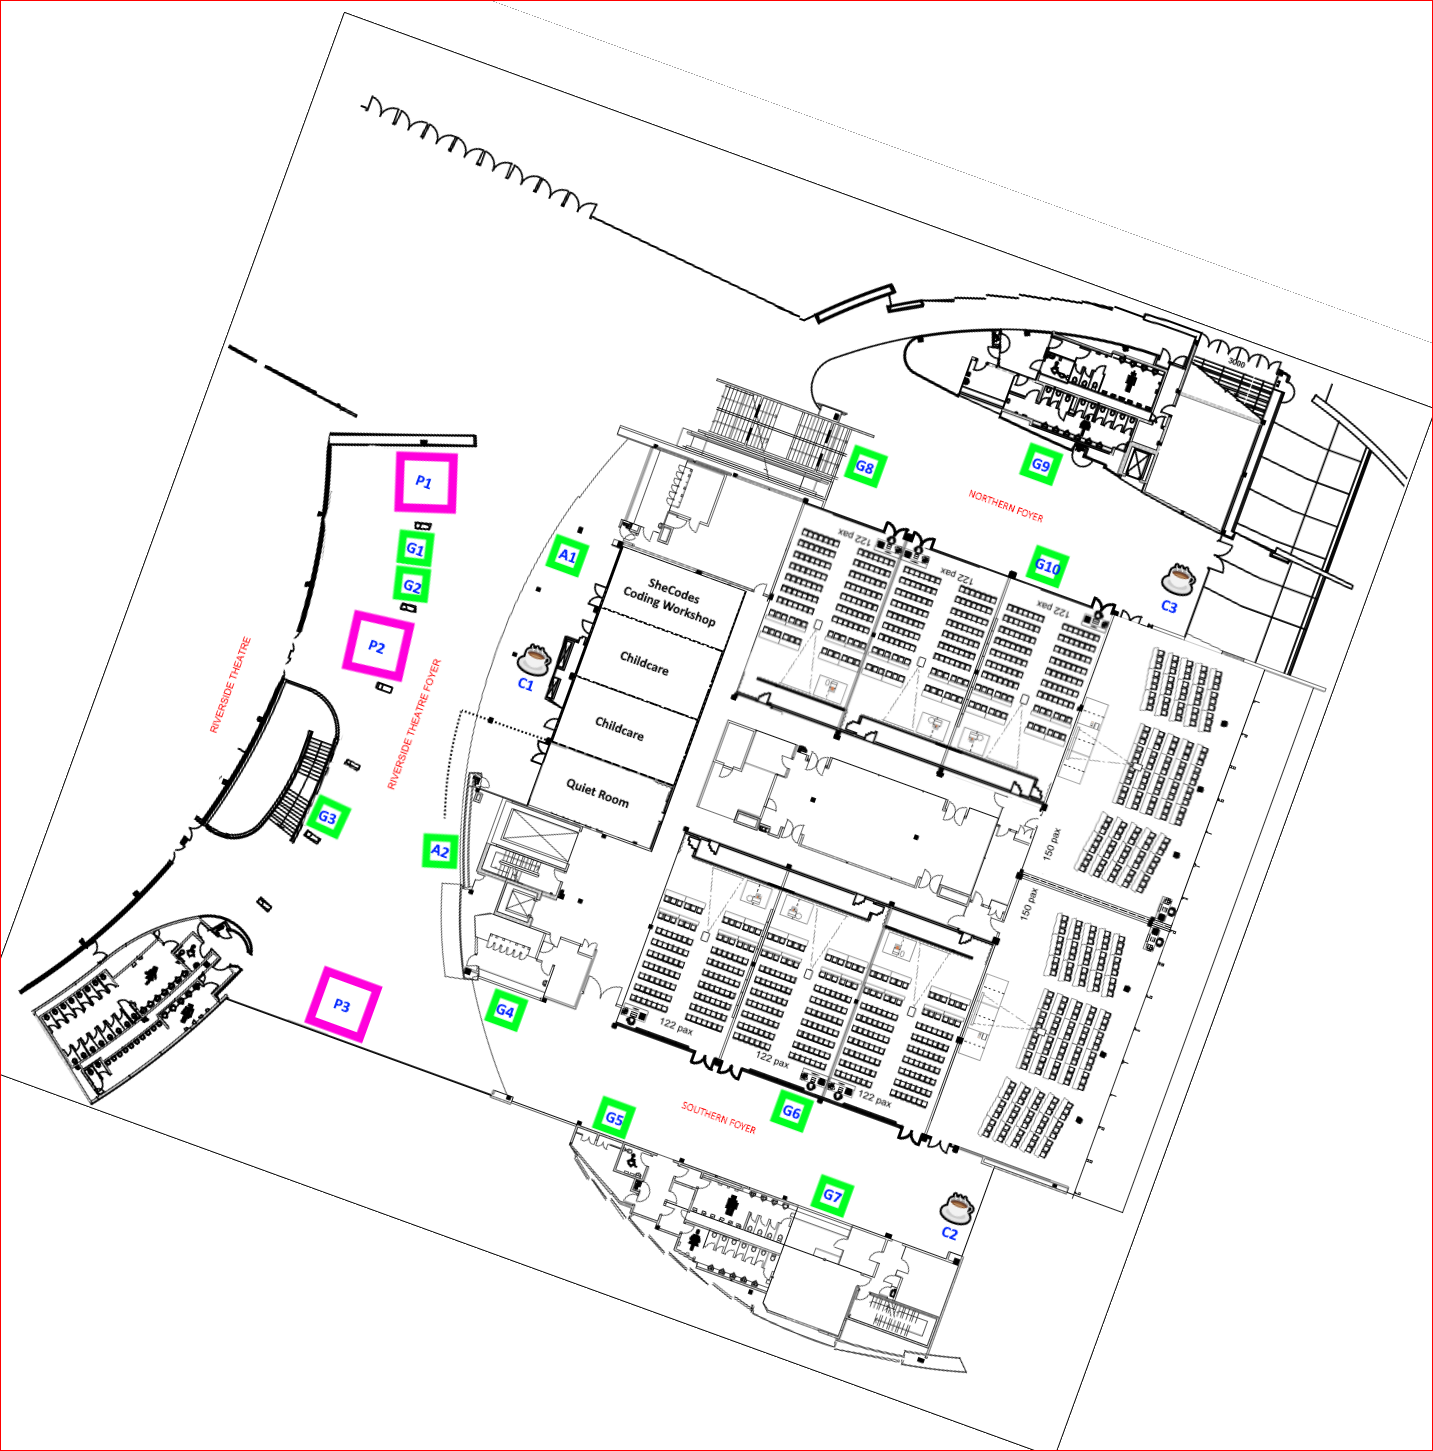 3000
P1
G8
G9
NORTHERN FOYER
G1
A1
122 pax
122 pax
122 pax
G10
G2
SheCodes
Coding Workshop
C3
P2
Childcare
C1
RIVERSIDE THEATRE
RIVERSIDE THEATRE FOYER
Childcare
Quiet Room
G3
A2
150 pax
150 pax
P3
G4
122 pax
122 pax
122 pax
G5
SOUTHERN FOYER
G6
G7
C2